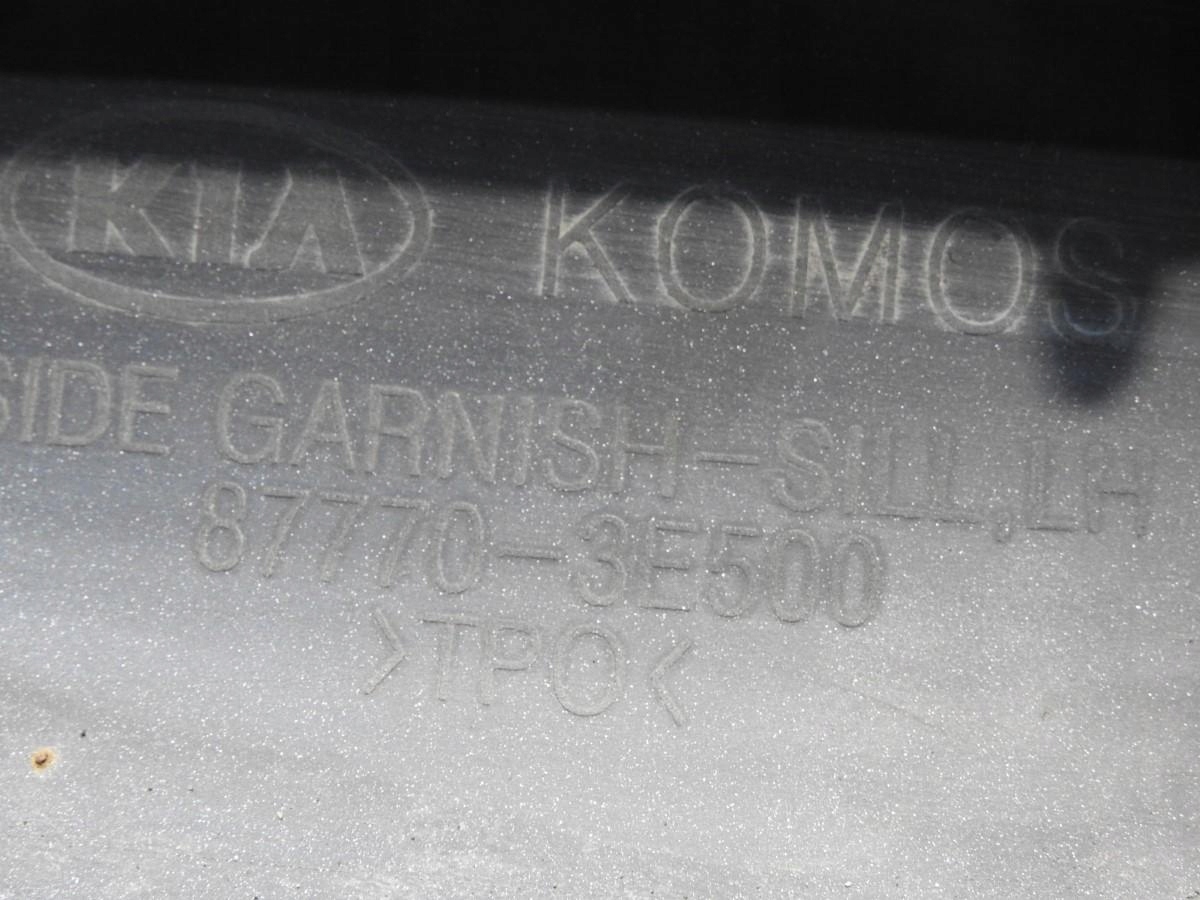 KIA KOMOS
SIDE GARNISH-SILL, LH
87770-3E500
>TPO<